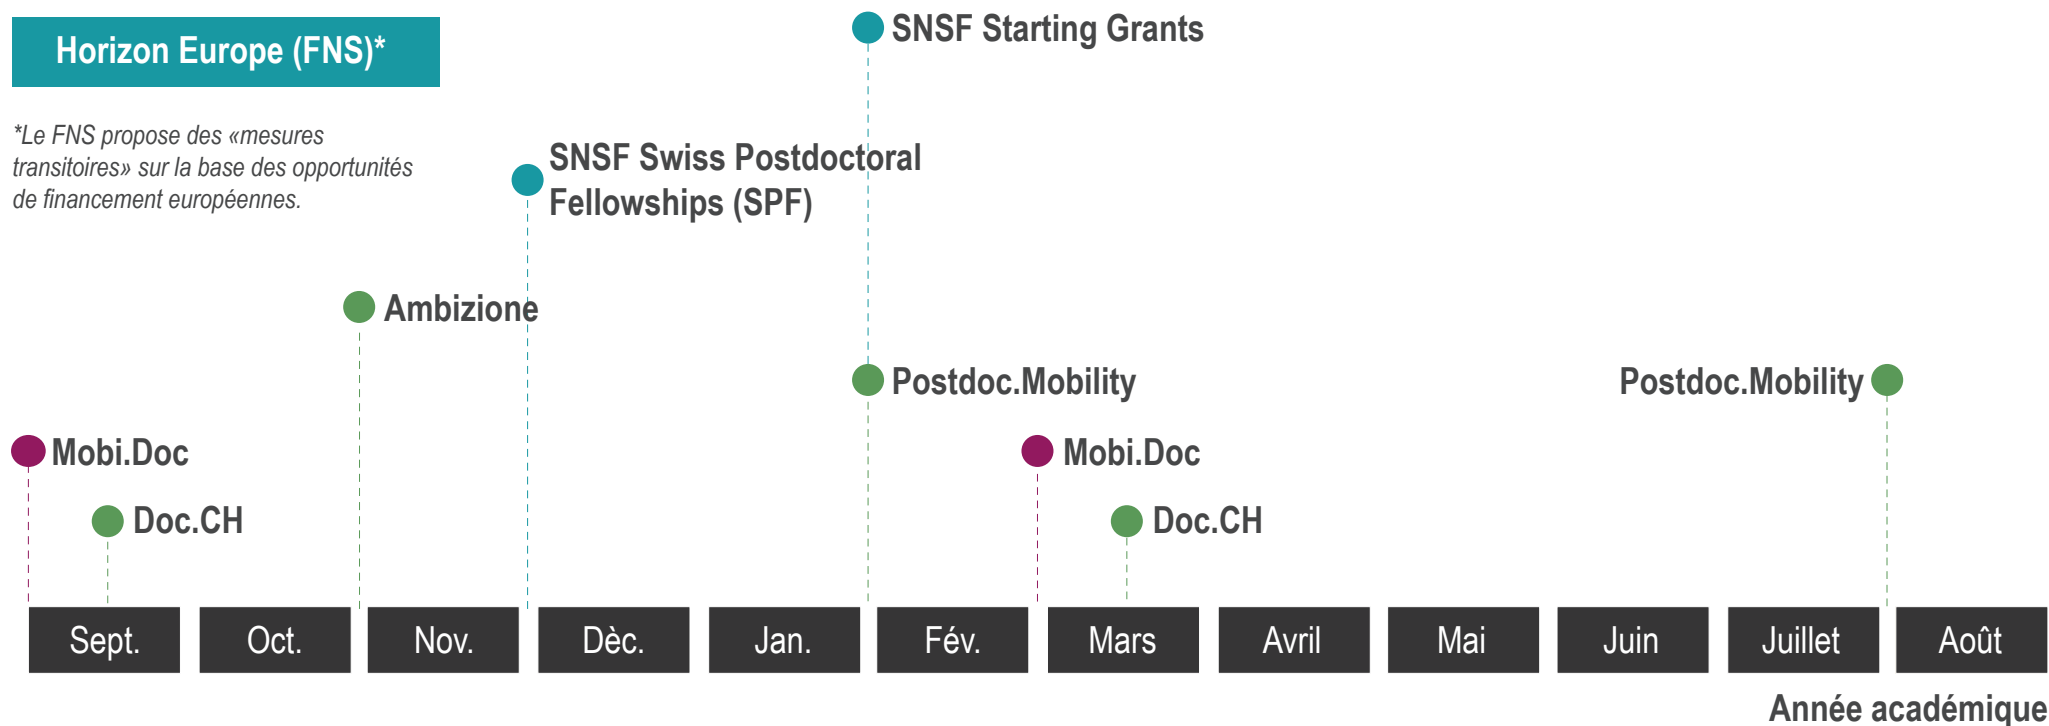 Horizon Europe (FNS)*
*Le FNS propose des «mesures
transitoires» sur la base des opportunités
de financement européennes.
SNSF Starting Grants
SNSF Swiss Postdoctoral
Fellowships (SPF)
Ambizione
Postdoc.Mobility
Postdoc.Mobility
Mobi.Doc
Mobi.Doc
Doc.CH
Doc.CH
Sept.
Oct.
Nov.
Dèc.
Jan.
Fév.
Mars
Avril
Mai
Juin
Juillet
Août
Année académique